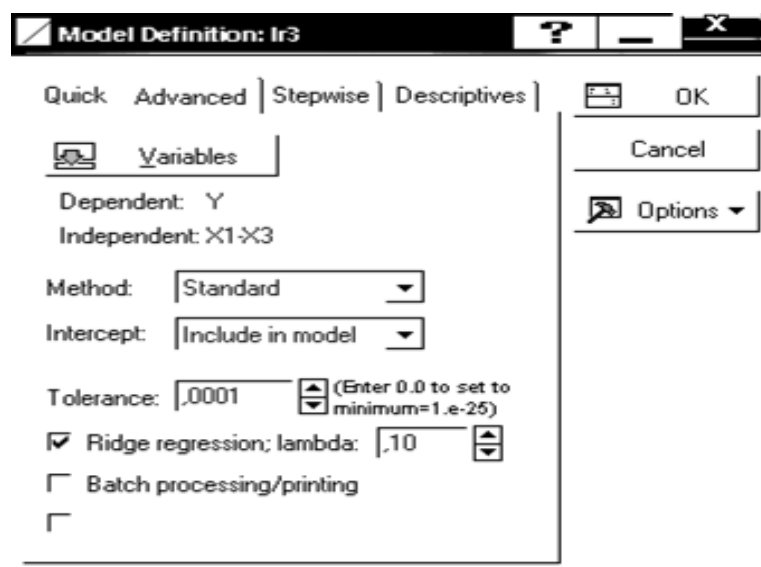 Model Definition: lr3
Quick Advanced Stepwise Descriptives
OK
Variables
Cancel
Dependent: Y
Options
Independent: X1-X3
Method: Standard
Intercept: Include in model
Tolerance: ,0001 (Enter 0.0 to set to
minimum=1.e-25)
Ridge regression; lambda: ,10
Batch processing/printing